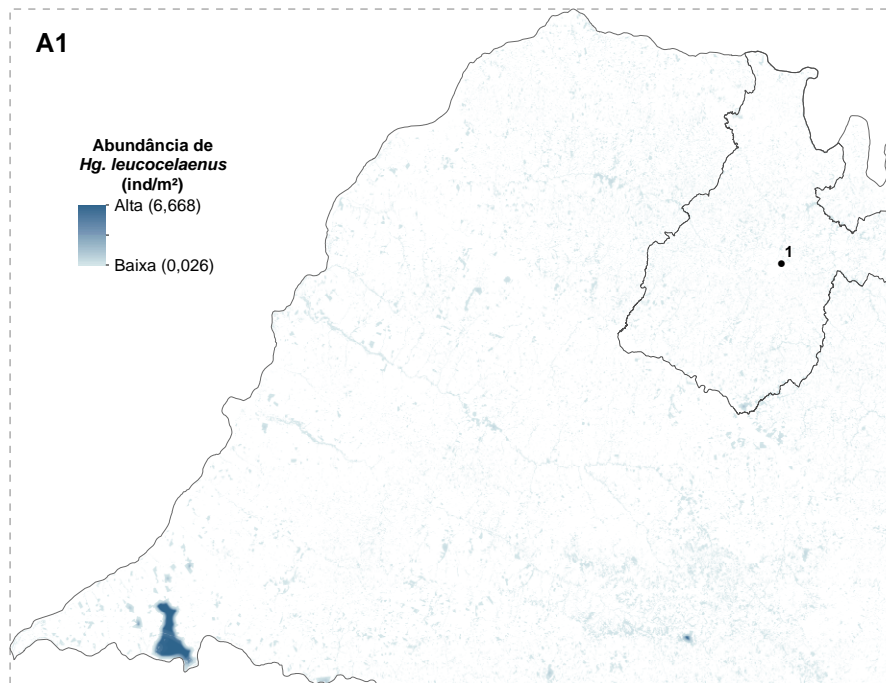 A1
Abundância de
Hg. leucocelaenus
(ind/m²)
Alta (6,668)
Baixa (0,026)
1